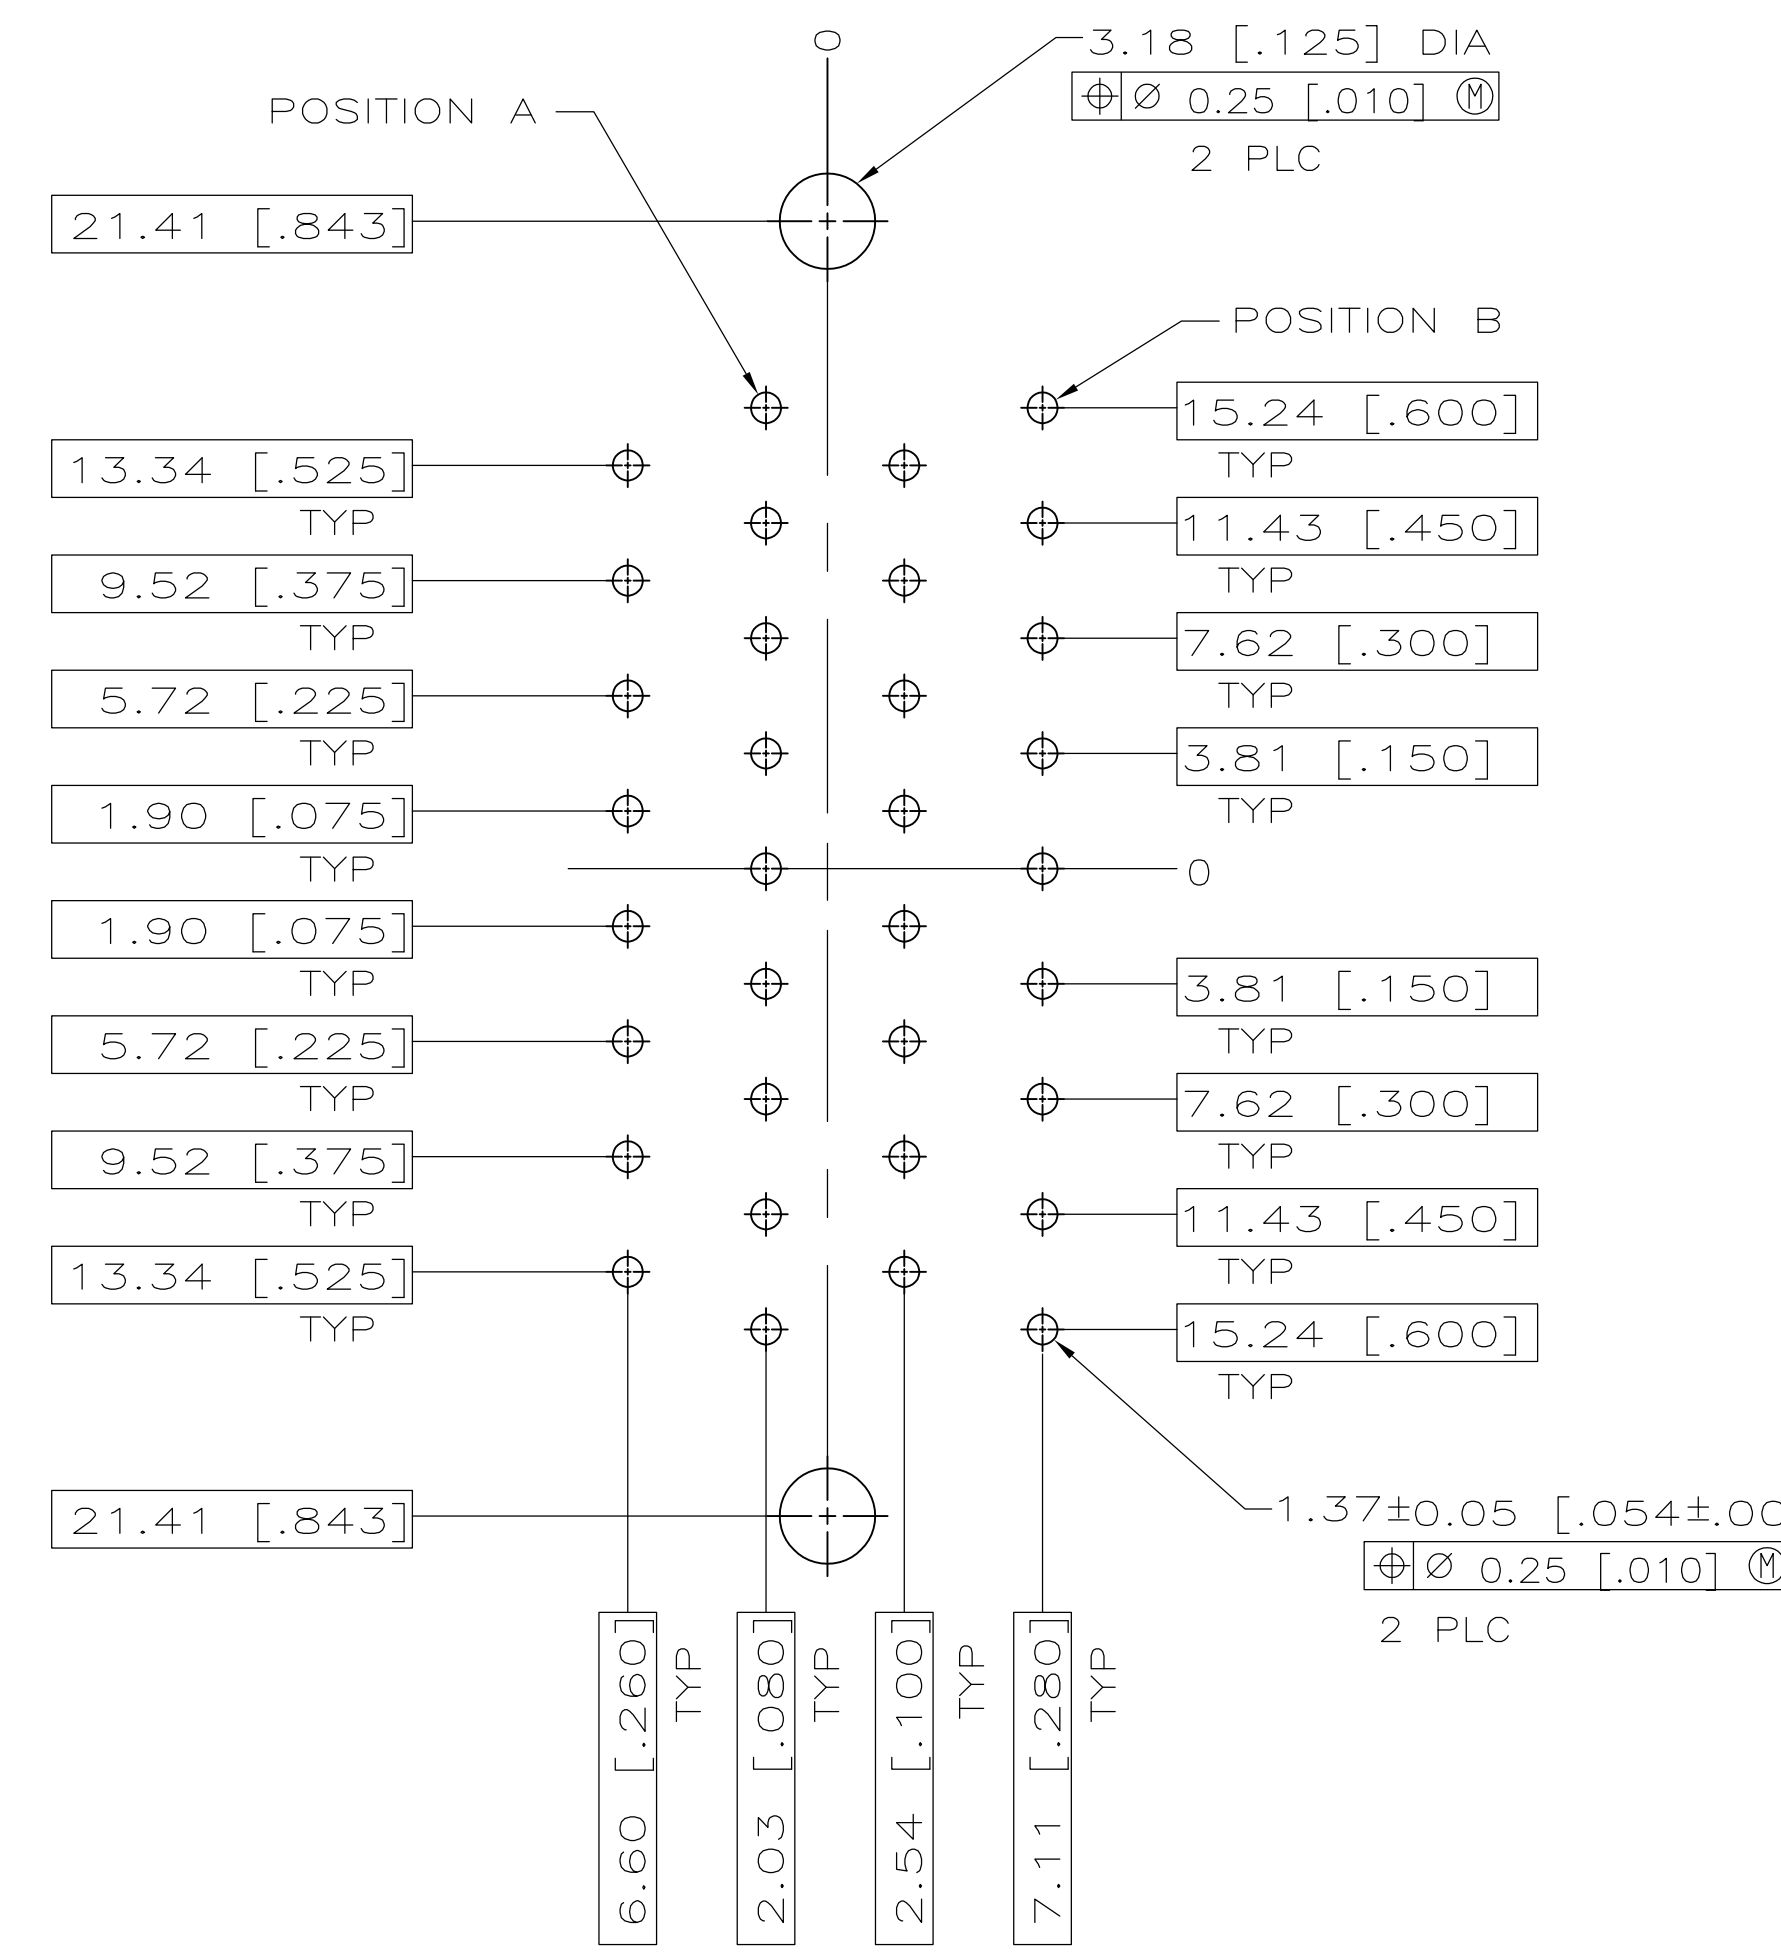 0
3.18 [.125] DIA
⌖ Ø 0.25 [.010] Ⓜ
2 PLC
POSITION A
21.41 [.843]
POSITION B
15.24 [.600]
TYP
13.34 [.525]
TYP
11.43 [.450]
TYP
9.52 [.375]
TYP
7.62 [.300]
TYP
5.72 [.225]
TYP
3.81 [.150]
TYP
1.90 [.075]
TYP
0
1.90 [.075]
TYP
3.81 [.150]
TYP
5.72 [.225]
TYP
7.62 [.300]
TYP
9.52 [.375]
TYP
11.43 [.450]
TYP
13.34 [.525]
TYP
15.24 [.600]
TYP
21.41 [.843]
1.37±0.05 [.054±.00
⌖ Ø 0.25 [.010] Ⓜ
2 PLC
6.60 [.260]
TYP
2.03 [.080]
TYP
2.54 [.100]
TYP
7.11 [.280]
TYP